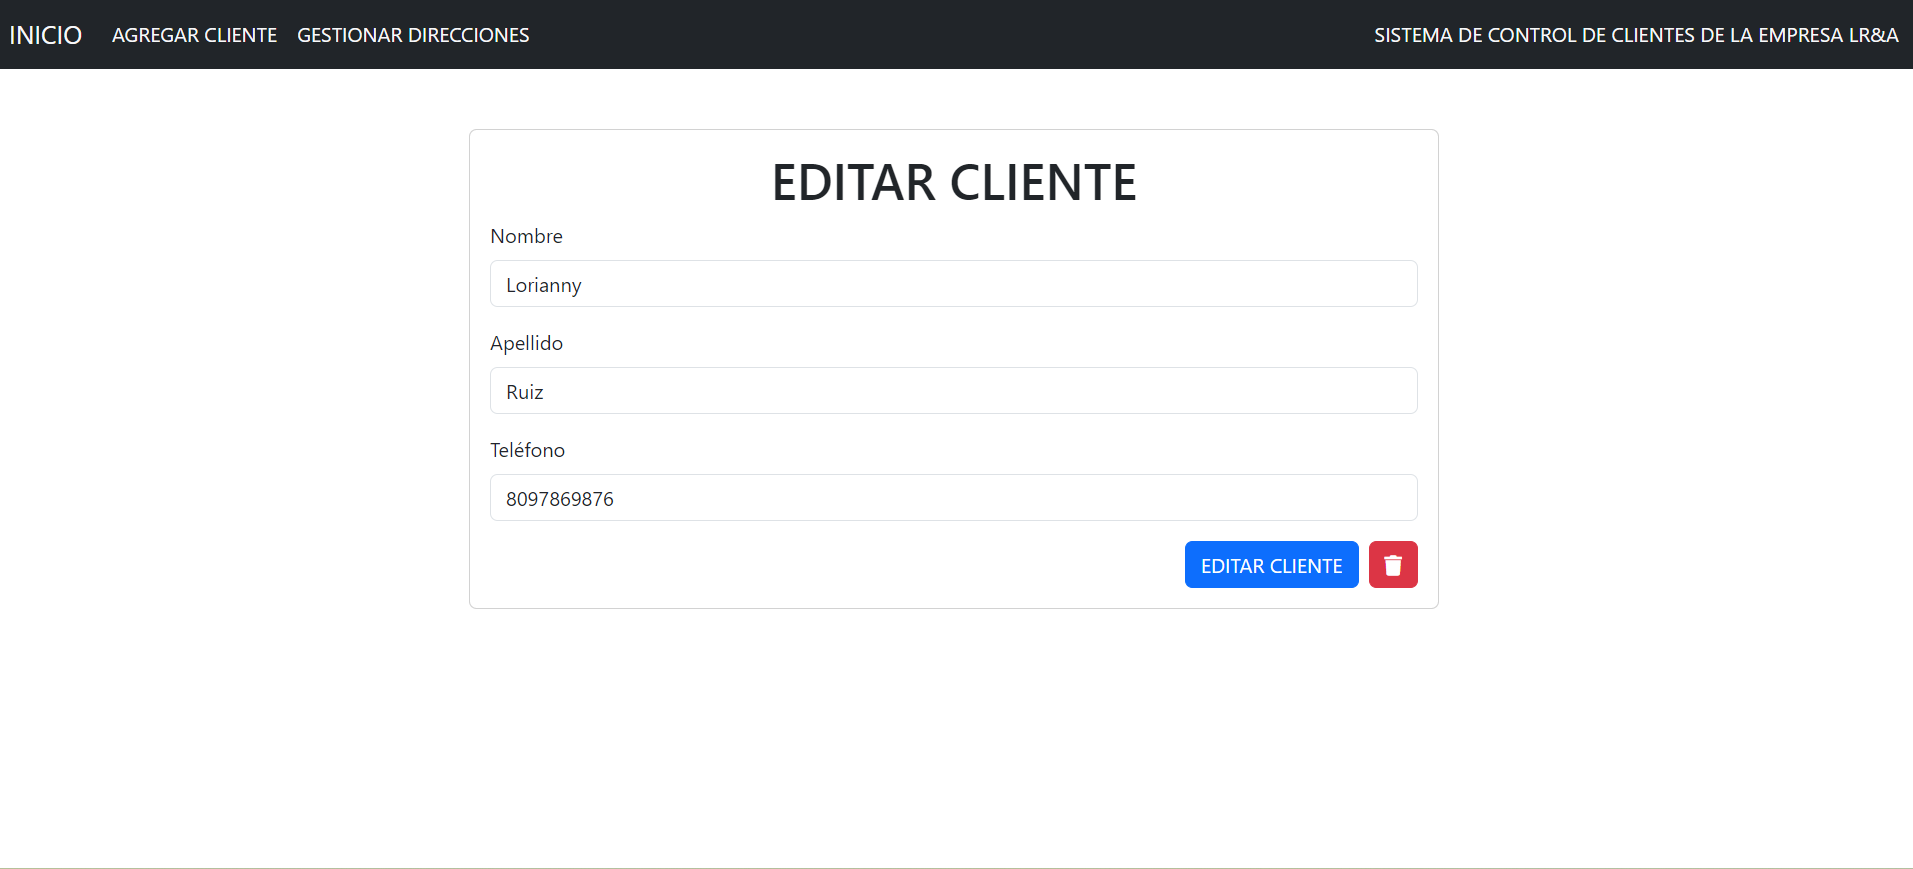 INICIO AGREGAR CLIENTE GESTIONAR DIRECCIONES SISTEMA DE CONTROL DE CLIENTES DE LA EMPRESA LR&A
EDITAR CLIENTE
Nombre
Lorianny
Apellido
Ruiz
Teléfono
8097869876
EDITAR CLIENTE